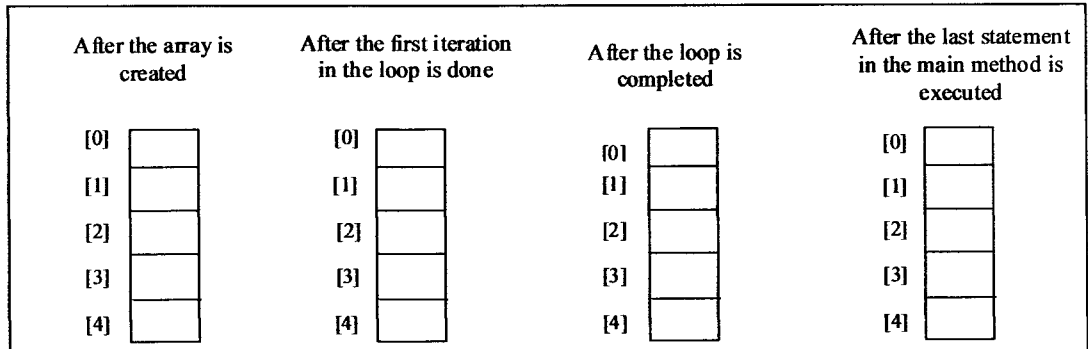 After the array is
created
After the first iteration
in the loop is done
After the loop is
completed
After the last statement
in the main method is
executed
[0]
[1]
[2]
[3]
[4]
[0]
[1]
[2]
[3]
[4]
[0]
[1]
[2]
[3]
[4]
[0]
[1]
[2]
[3]
[4]